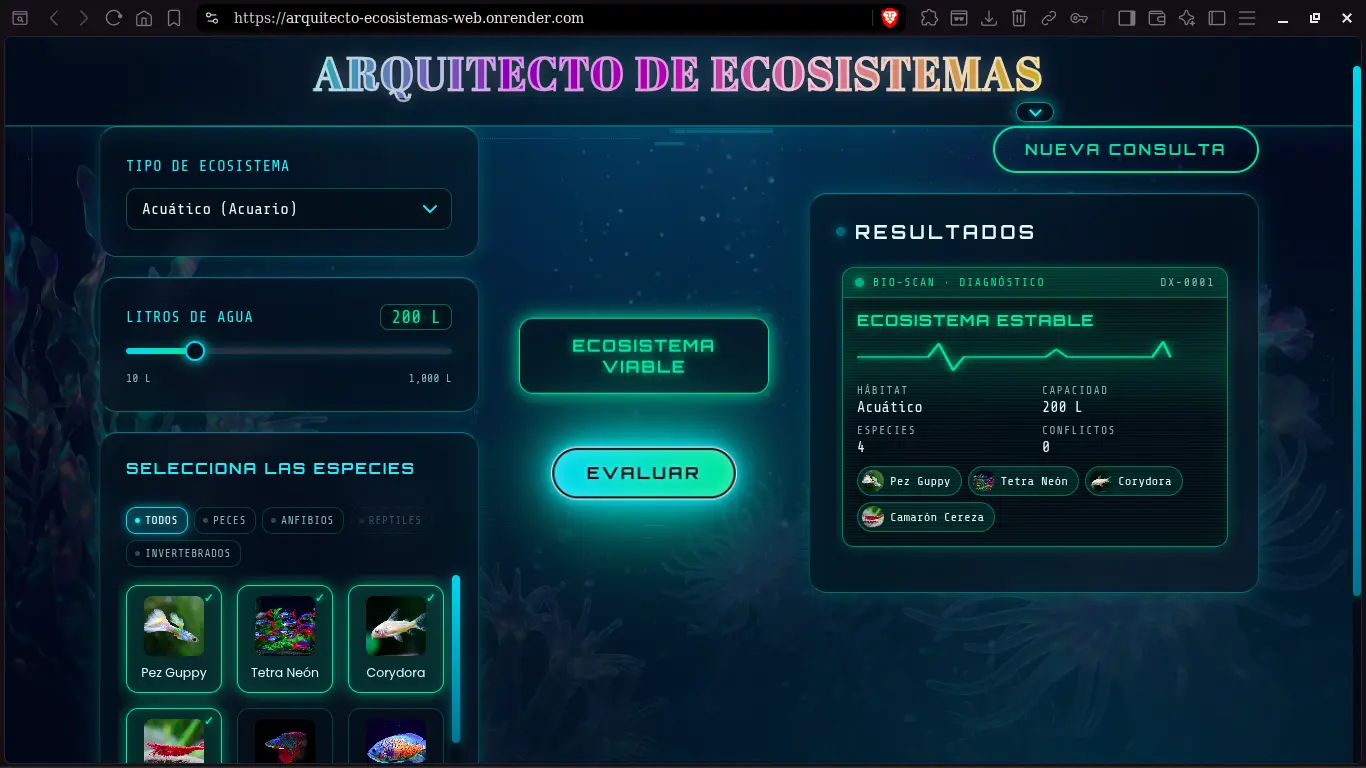 https://arquitecto-ecosistemas-web.onrender.com
ARQUITECTO DE ECOSISTEMAS
TIPO DE ECOSISTEMA
Acuático (Acuario)
LITROS DE AGUA
200 L
10 L
1,000 L
SELECCIONA LAS ESPECIES
TODOS
PECES
ANFIBIOS
REPTILES
INVERTEBRADOS
Pez Guppy
Tetra Neón
Corydora
ECOSISTEMA
VIABLE
EVALUAR
NUEVA CONSULTA
RESULTADOS
BIO-SCAN · DIAGNÓSTICO
DX-0001
ECOSISTEMA ESTABLE
HÁBITAT
Acuático
CAPACIDAD
200 L
ESPECIES
4
CONFLICTOS
0
Pez Guppy
Tetra Neón
Corydora
Camarón Cereza